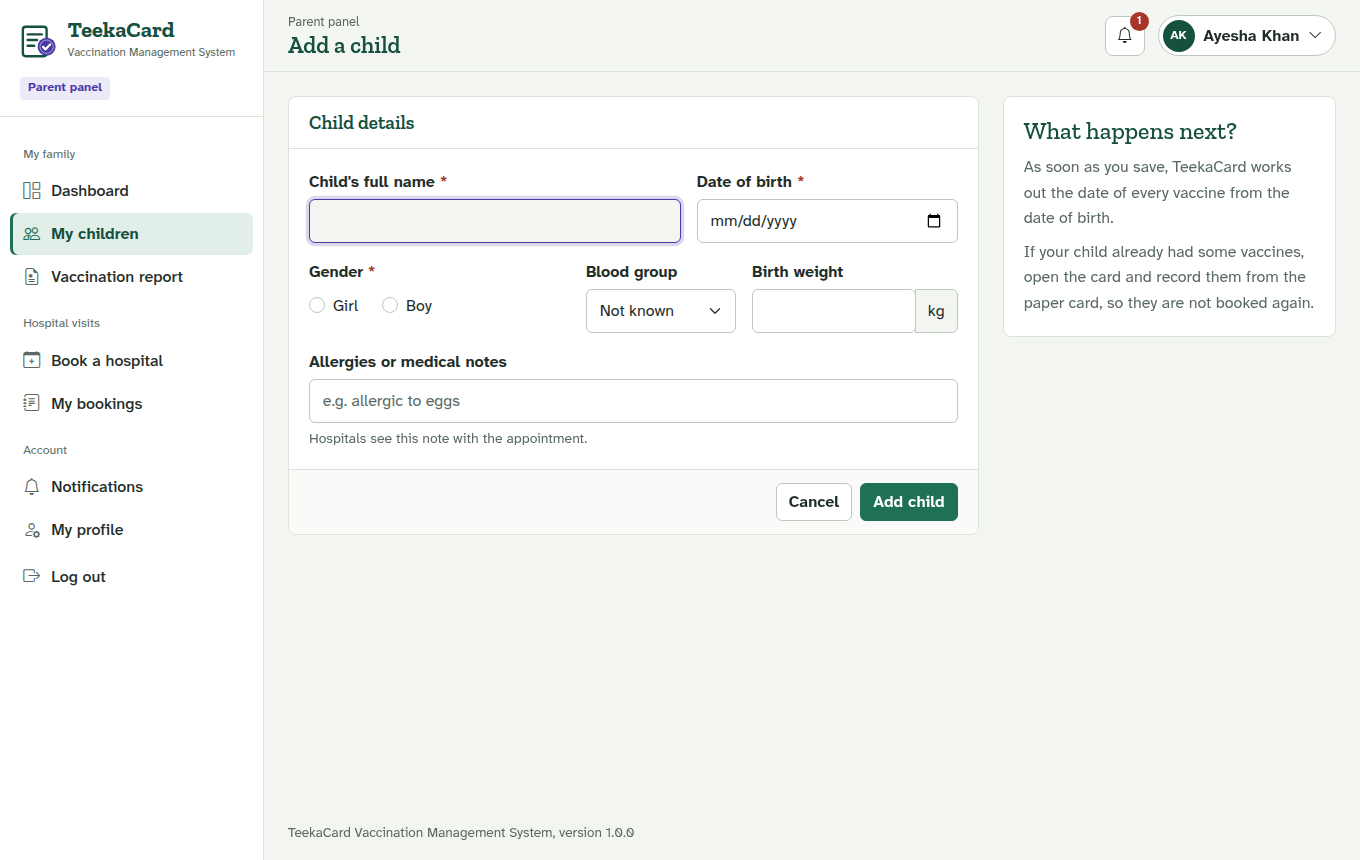 TeekaCard
Vaccination Management System
Parent panel
My family
Dashboard
My children
Vaccination report
Hospital visits
Book a hospital
My bookings
Account
Notifications
My profile
Log out
Parent panel
Add a child
1
AK
Ayesha Khan
Child details
Child's full name *
Date of birth *
mm/dd/yyyy
Gender *
Blood group
Birth weight
Girl
Boy
Not known
kg
Allergies or medical notes
e.g. allergic to eggs
Hospitals see this note with the appointment.
Cancel
Add child
What happens next?
As soon as you save, TeekaCard works
out the date of every vaccine from the
date of birth.
If your child already had some vaccines,
open the card and record them from the
paper card, so they are not booked again.
TeekaCard Vaccination Management System, version 1.0.0